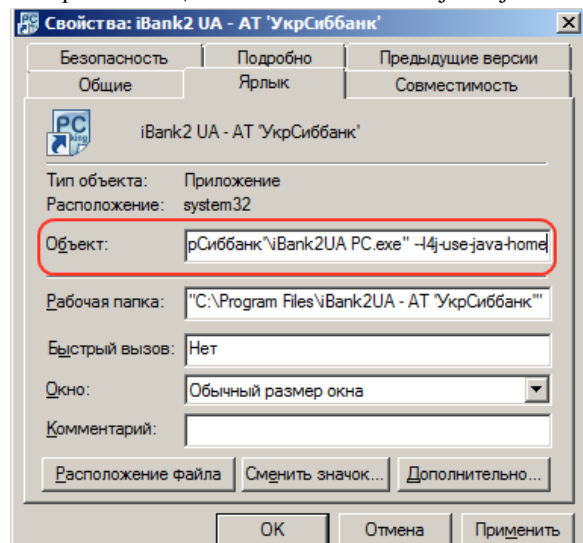 Свойства: iBank2 UA - АТ 'УкрСиббанк'
Безопасность Подробно Предыдущие версии
Общие Ярлык Совместимость
PC
iBank2 UA - АТ 'УкрСиббанк'
Тип объекта: Приложение
Расположение: system32
Объект: рСиббанк'\iBank2UA PC.exe" --l4j-use-java-home
Рабочая папка: "C:\Program Files\iBank2UA - АТ 'УкрСиббанк'"
Быстрый вызов: Нет
Окно: Обычный размер окна
Комментарий:
Расположение файла Сменить значок... Дополнительно...
ОК Отмена Применить